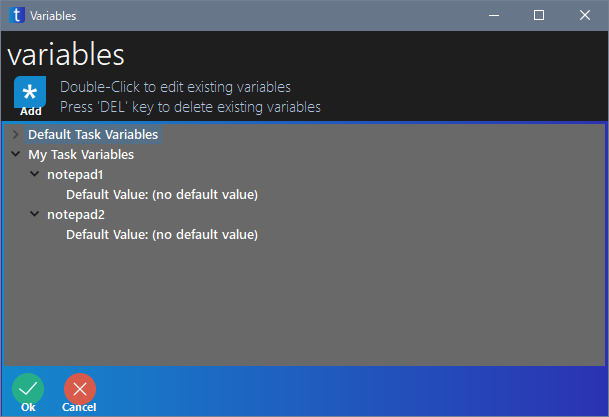 t Variables
variables
Double-Click to edit existing variables
Press 'DEL' key to delete existing variables
* Add
Default Task Variables
My Task Variables
notepad1
Default Value: (no default value)
notepad2
Default Value: (no default value)
Ok Cancel